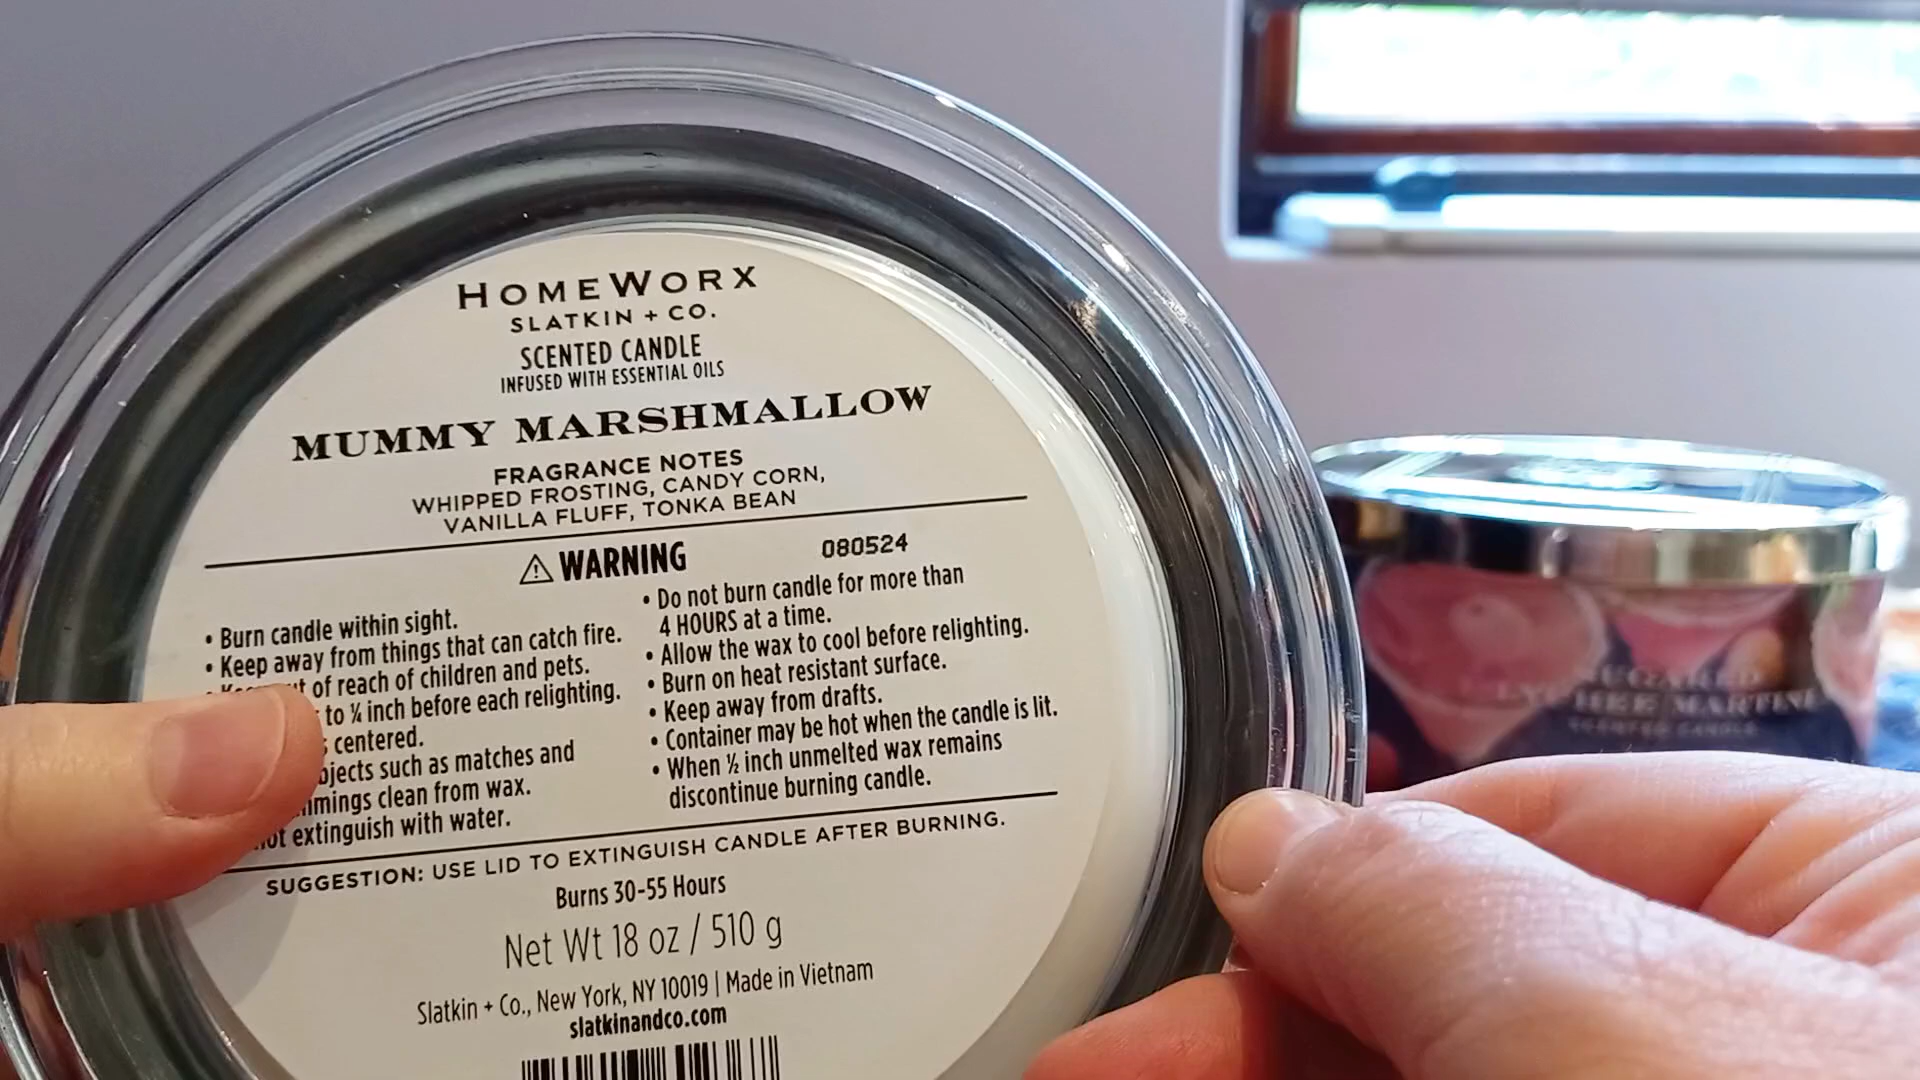 HOMEWORX
SLATKIN + CO.
SCENTED CANDLE
INFUSED WITH ESSENTIAL OILS
MUMMY MARSHMALLOW
FRAGRANCE NOTES
WHIPPED FROSTING, CANDY CORN,
VANILLA FLUFF, TONKA BEAN
⚠ WARNING
080524
• Burn candle within sight.
• Keep away from things that can catch fire.
of reach of children and pets.
to ¼ inch before each relighting.
centered.
such as matches and
clean from wax.
extinguish with water.
• Do not burn candle for more than
4 HOURS at a time.
• Allow the wax to cool before relighting.
• Burn on heat resistant surface.
• Keep away from drafts.
• Container may be hot when the candle is lit.
• When ½ inch unmelted wax remains
discontinue burning candle.
SUGGESTION: USE LID TO EXTINGUISH CANDLE AFTER BURNING.
Burns 30-55 Hours
Net Wt 18 oz / 510 g
Slatkin + Co., New York, NY 10019 | Made in Vietnam
slatkinandco.com
SUGARED
LYCHEE MARTINI
SCENTED CANDLE